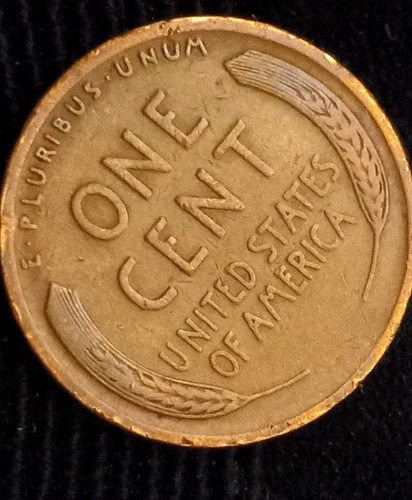 E·PLURIBUS·UNUM
ONE
CENT
UNITED STATES
OF AMERICA